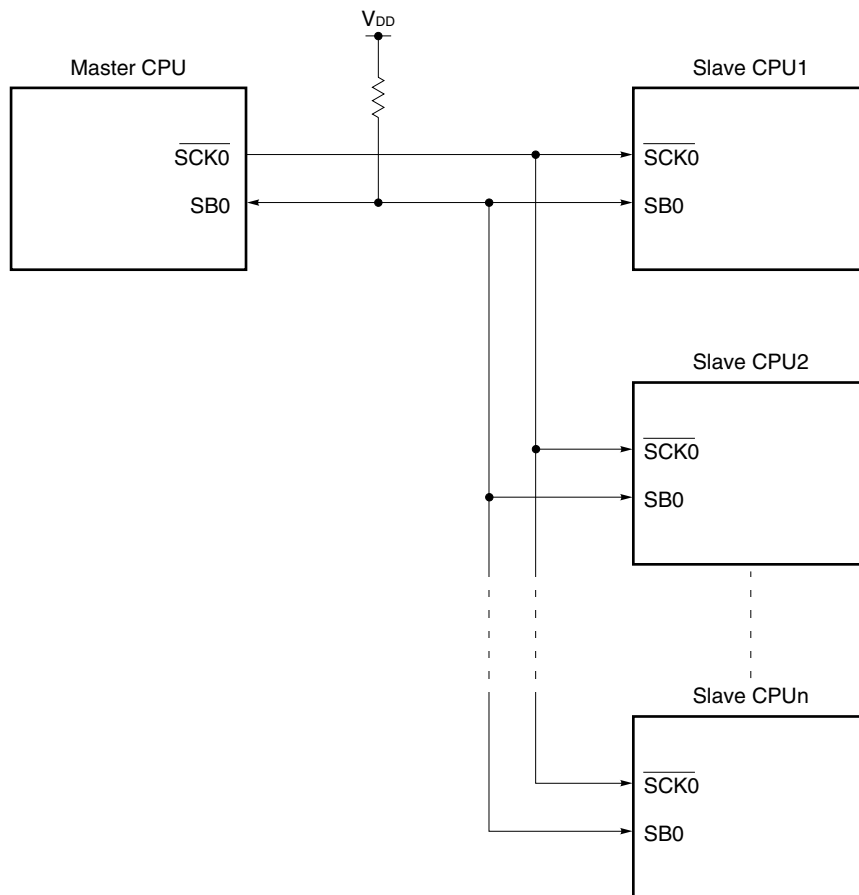 VDD
Master CPU
SCK0
SB0
Slave CPU1
SCK0
SB0
Slave CPU2
SCK0
SB0
Slave CPUn
SCK0
SB0